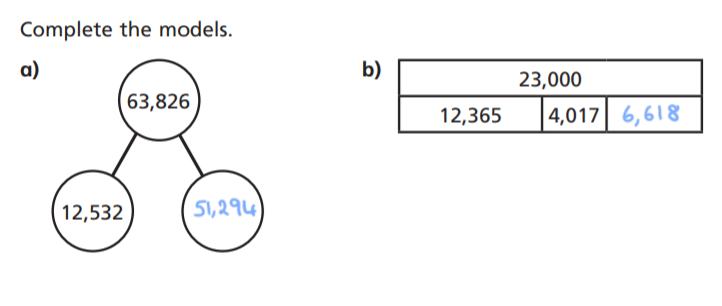 Complete the models.
a)
63,826
12,532
51,294
b)
23,000
12,365 4,017 6,618